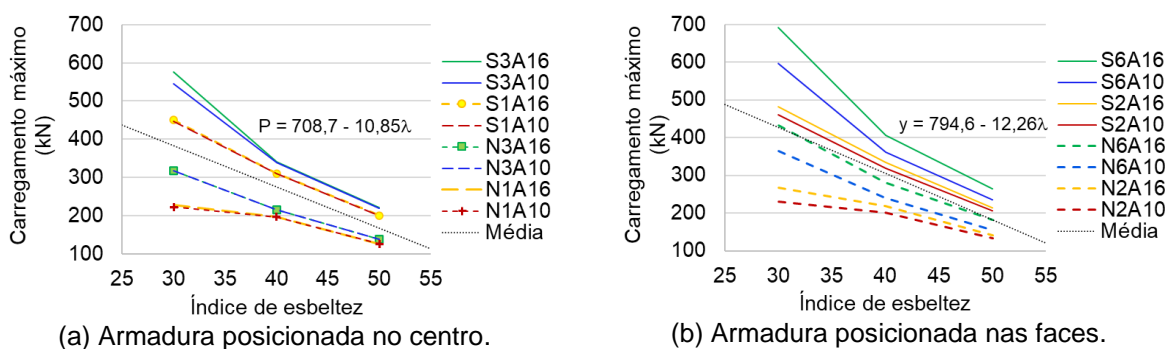 Carregamento máximo
(kN)
700
600
500
400
300
200
100
25 30 35 40 45 50 55
Índice de esbeltez
P = 708,7 - 10,85λ
S3A16
S3A10
S1A16
S1A10
N3A16
N3A10
N1A16
N1A10
Média
(a) Armadura posicionada no centro.
Carregamento máximo
(kN)
700
600
500
400
300
200
100
25 30 35 40 45 50 55
Índice de esbeltez
y = 794,6 - 12,26λ
S6A16
S6A10
S2A16
S2A10
N6A16
N6A10
N2A16
N2A10
Média
(b) Armadura posicionada nas faces.